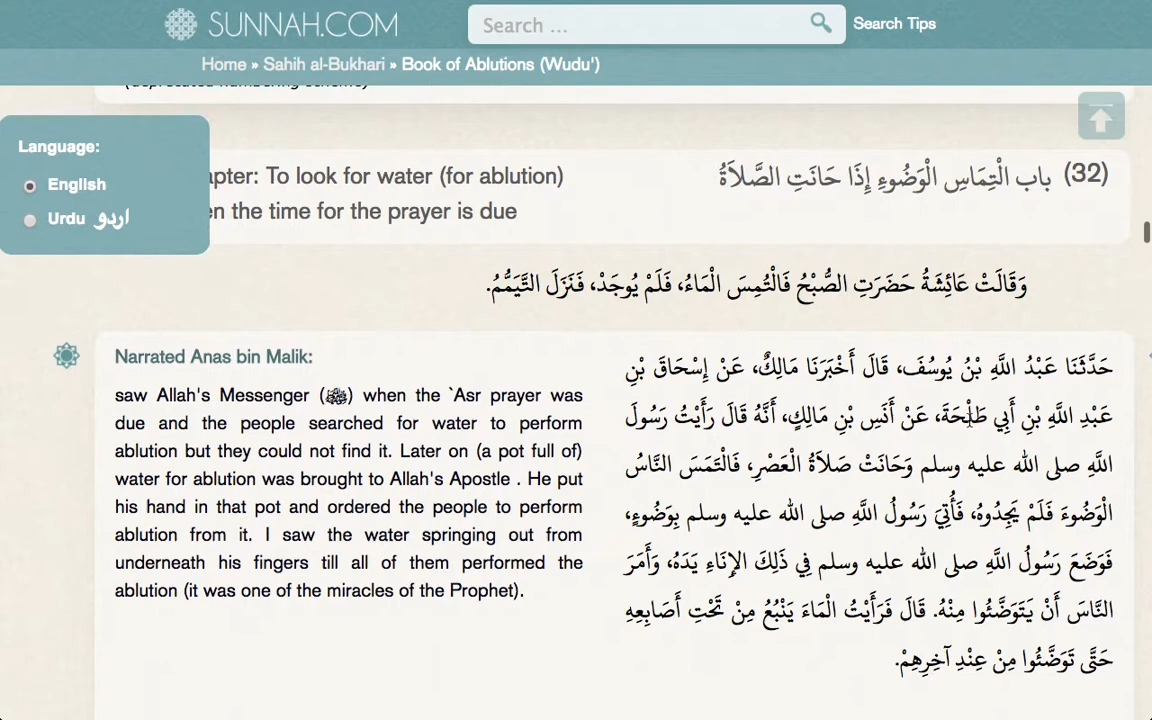 SUNNAH.COM
Search ...
Search Tips
Home » Sahih al-Bukhari » Book of Ablutions (Wudu')
(deprecated numbering scheme)
Language:
English
Urdu اردو
apter: To look for water (for ablution)
en the time for the prayer is due
(32) باب الْتِمَاسِ الْوَضُوءِ إِذَا حَانَتِ الصَّلاَةُ
وَقَالَتْ عَائِشَةُ حَضَرَتِ الصُّبْحُ فَالْتُمِسَ الْمَاءُ، فَلَمْ يُوجَدْ، فَنَزَلَ التَّيَمُّمُ.
Narrated Anas bin Malik:
saw Allah's Messenger (ﷺ) when the `Asr prayer was
due and the people searched for water to perform
ablution but they could not find it. Later on (a pot full of)
water for ablution was brought to Allah's Apostle . He put
his hand in that pot and ordered the people to perform
ablution from it. I saw the water springing out from
underneath his fingers till all of them performed the
ablution (it was one of the miracles of the Prophet).
حَدَّثَنَا عَبْدُ اللَّهِ بْنُ يُوسُفَ، قَالَ أَخْبَرَنَا مَالِكٌ، عَنْ إِسْحَاقَ بْنِ
عَبْدِ اللَّهِ بْنِ أَبِي طَلْحَةَ، عَنْ أَنَسِ بْنِ مَالِكٍ، أَنَّهُ قَالَ رَأَيْتُ رَسُولَ
اللَّهِ صلى الله عليه وسلم وَحَانَتْ صَلاَةُ الْعَصْرِ، فَالْتَمَسَ النَّاسُ
الْوَضُوءَ فَلَمْ يَجِدُوهُ، فَأُتِيَ رَسُولُ اللَّهِ صلى الله عليه وسلم بِوَضُوءٍ،
فَوَضَعَ رَسُولُ اللَّهِ صلى الله عليه وسلم فِي ذَلِكَ الإِنَاءِ يَدَهُ، وَأَمَرَ
النَّاسَ أَنْ يَتَوَضَّئُوا مِنْهُ. قَالَ فَرَأَيْتُ الْمَاءَ يَنْبُعُ مِنْ تَحْتِ أَصَابِعِهِ
حَتَّى تَوَضَّئُوا مِنْ عِنْدِ آخِرِهِمْ.